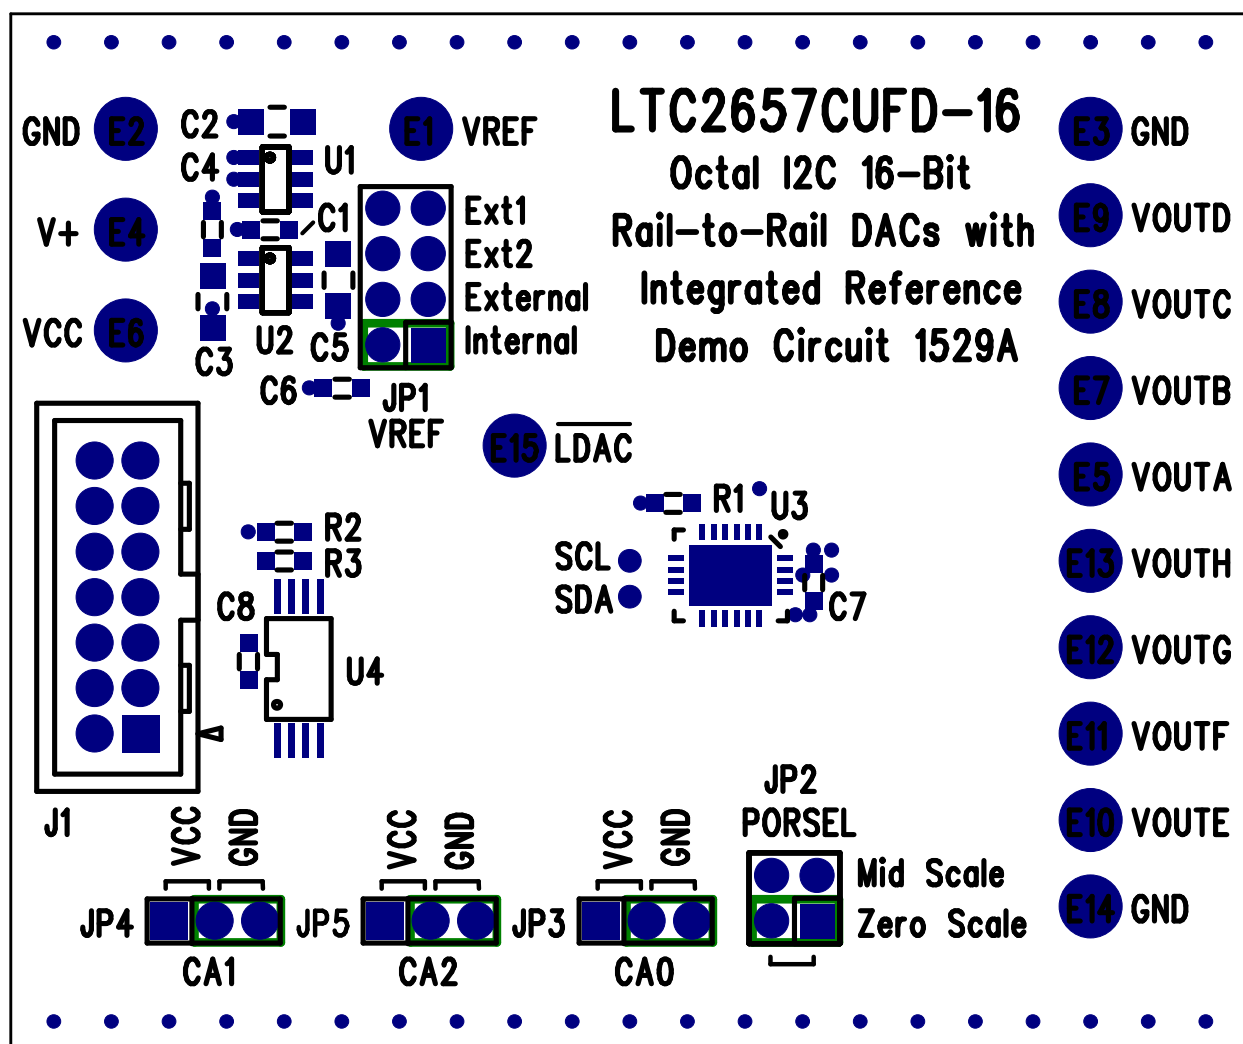 LTC2657CUFD-16
Octal I2C 16-Bit
Rail-to-Rail DACs with
Integrated Reference
Demo Circuit 1529A
GND E2
V+ E4
VCC E6
C2
C4
U1
C1
U2
C3
C5
C6
E1 VREF
Ext1
Ext2
External
Internal
JP1
VREF
E15 LDAC
E3 GND
E9 VOUTD
E8 VOUTC
E7 VOUTB
E5 VOUTA
E13 VOUTH
E12 VOUTG
E11 VOUTF
E10 VOUTE
E14 GND
R1
U3
SCL
SDA
C7
R2
R3
C8
U4
J1
VCC GND
JP4
CA1
VCC GND
JP5
CA2
VCC GND
JP3
CA0
JP2
PORSEL
Mid Scale
Zero Scale